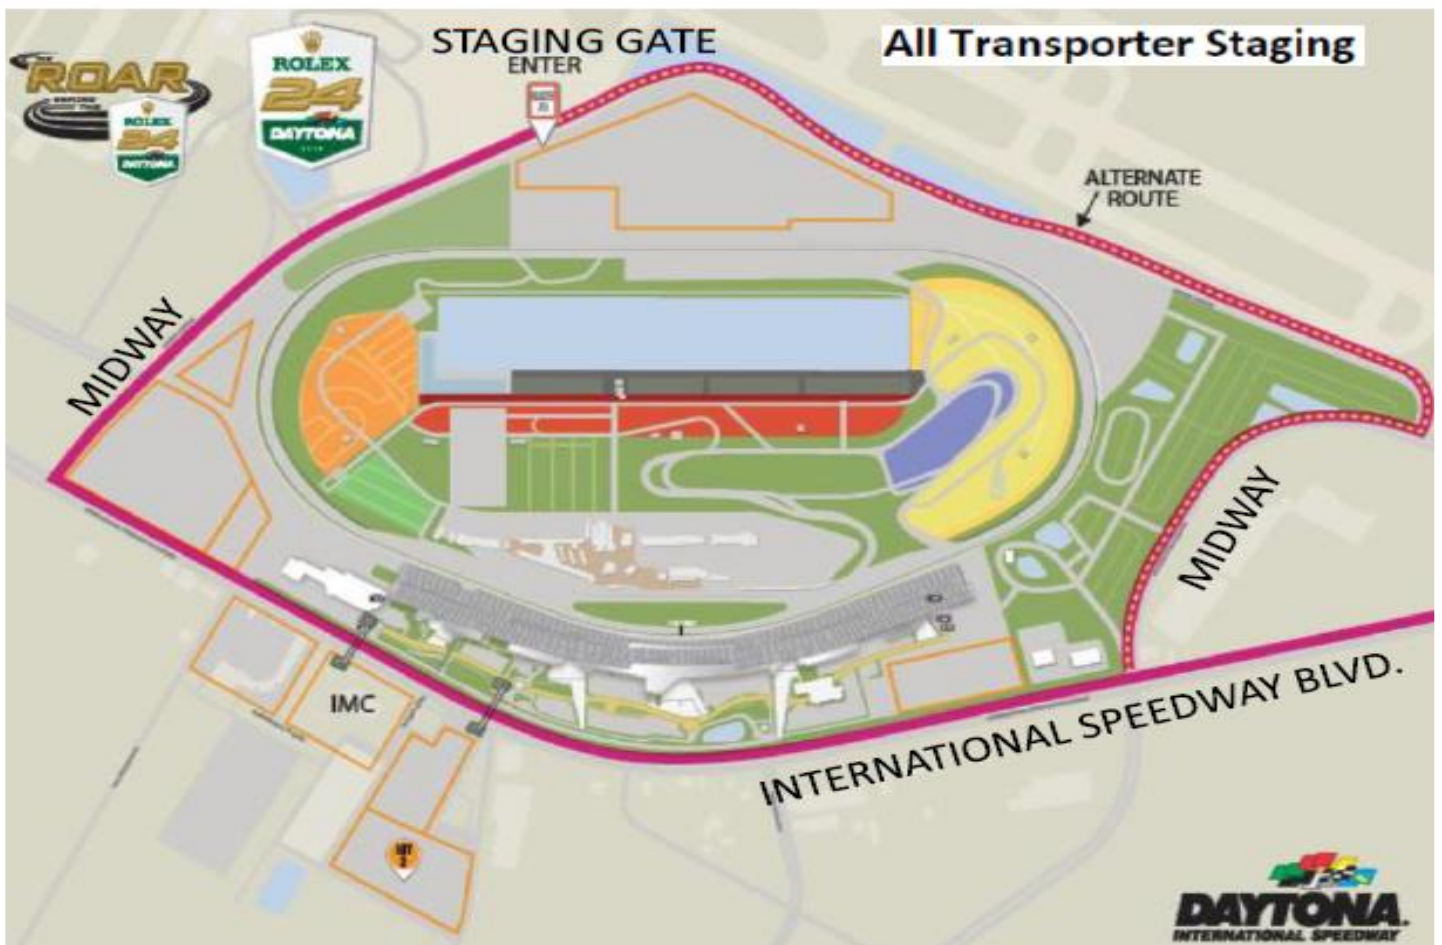 STAGING GATE
ENTER
All Transporter Staging
ROAR
ROLEX
24
DAYTONA
ROLEX
24
DAYTONA
ALTERNATE
ROUTE
MIDWAY
MIDWAY
IMC
INTERNATIONAL SPEEDWAY BLVD.
LOT
DAYTONA
INTERNATIONAL SPEEDWAY